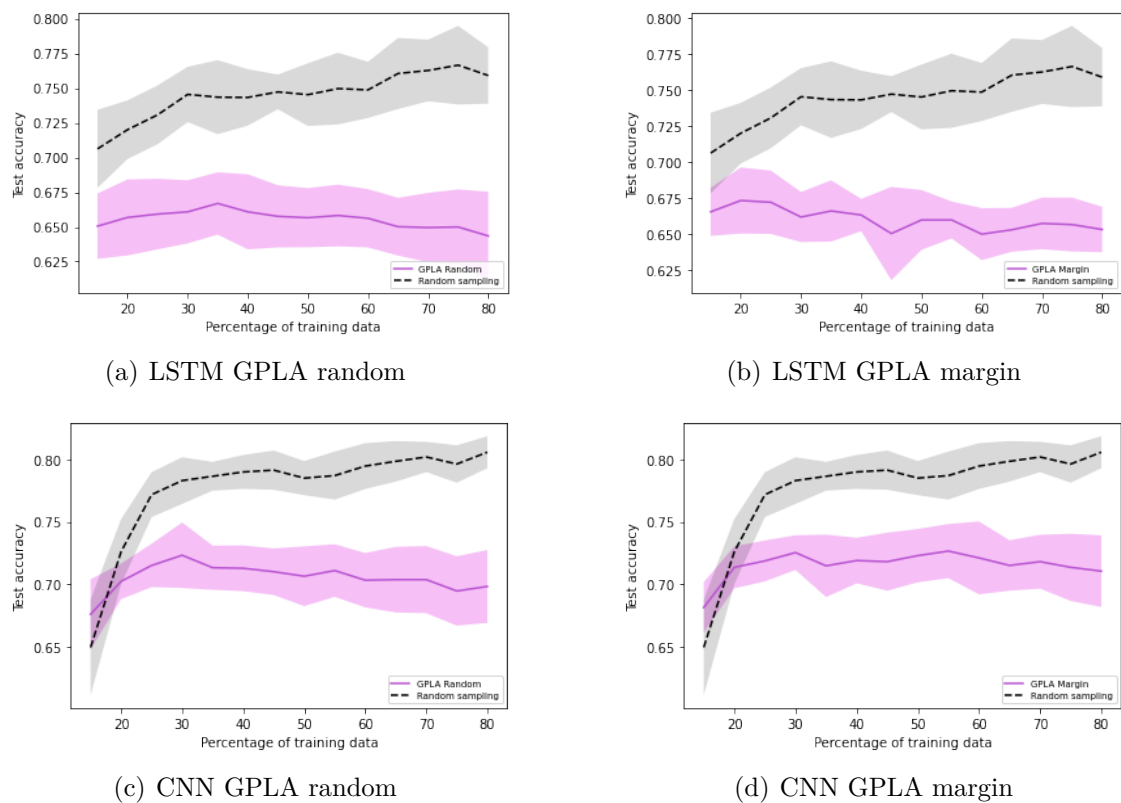 0.800
0.775
0.750
0.725
0.700
0.675
0.650
0.625
Test accuracy
GPLA Random
Random sampling
20 30 40 50 60 70 80
Percentage of training data
(a) LSTM GPLA random
0.800
0.775
0.750
0.725
0.700
0.675
0.650
0.625
Test accuracy
GPLA Margin
Random sampling
20 30 40 50 60 70 80
Percentage of training data
(b) LSTM GPLA margin
0.80
0.75
0.70
0.65
Test accuracy
GPLA Random
Random sampling
20 30 40 50 60 70 80
Percentage of training data
(c) CNN GPLA random
0.80
0.75
0.70
0.65
Test accuracy
GPLA Margin
Random sampling
20 30 40 50 60 70 80
Percentage of training data
(d) CNN GPLA margin